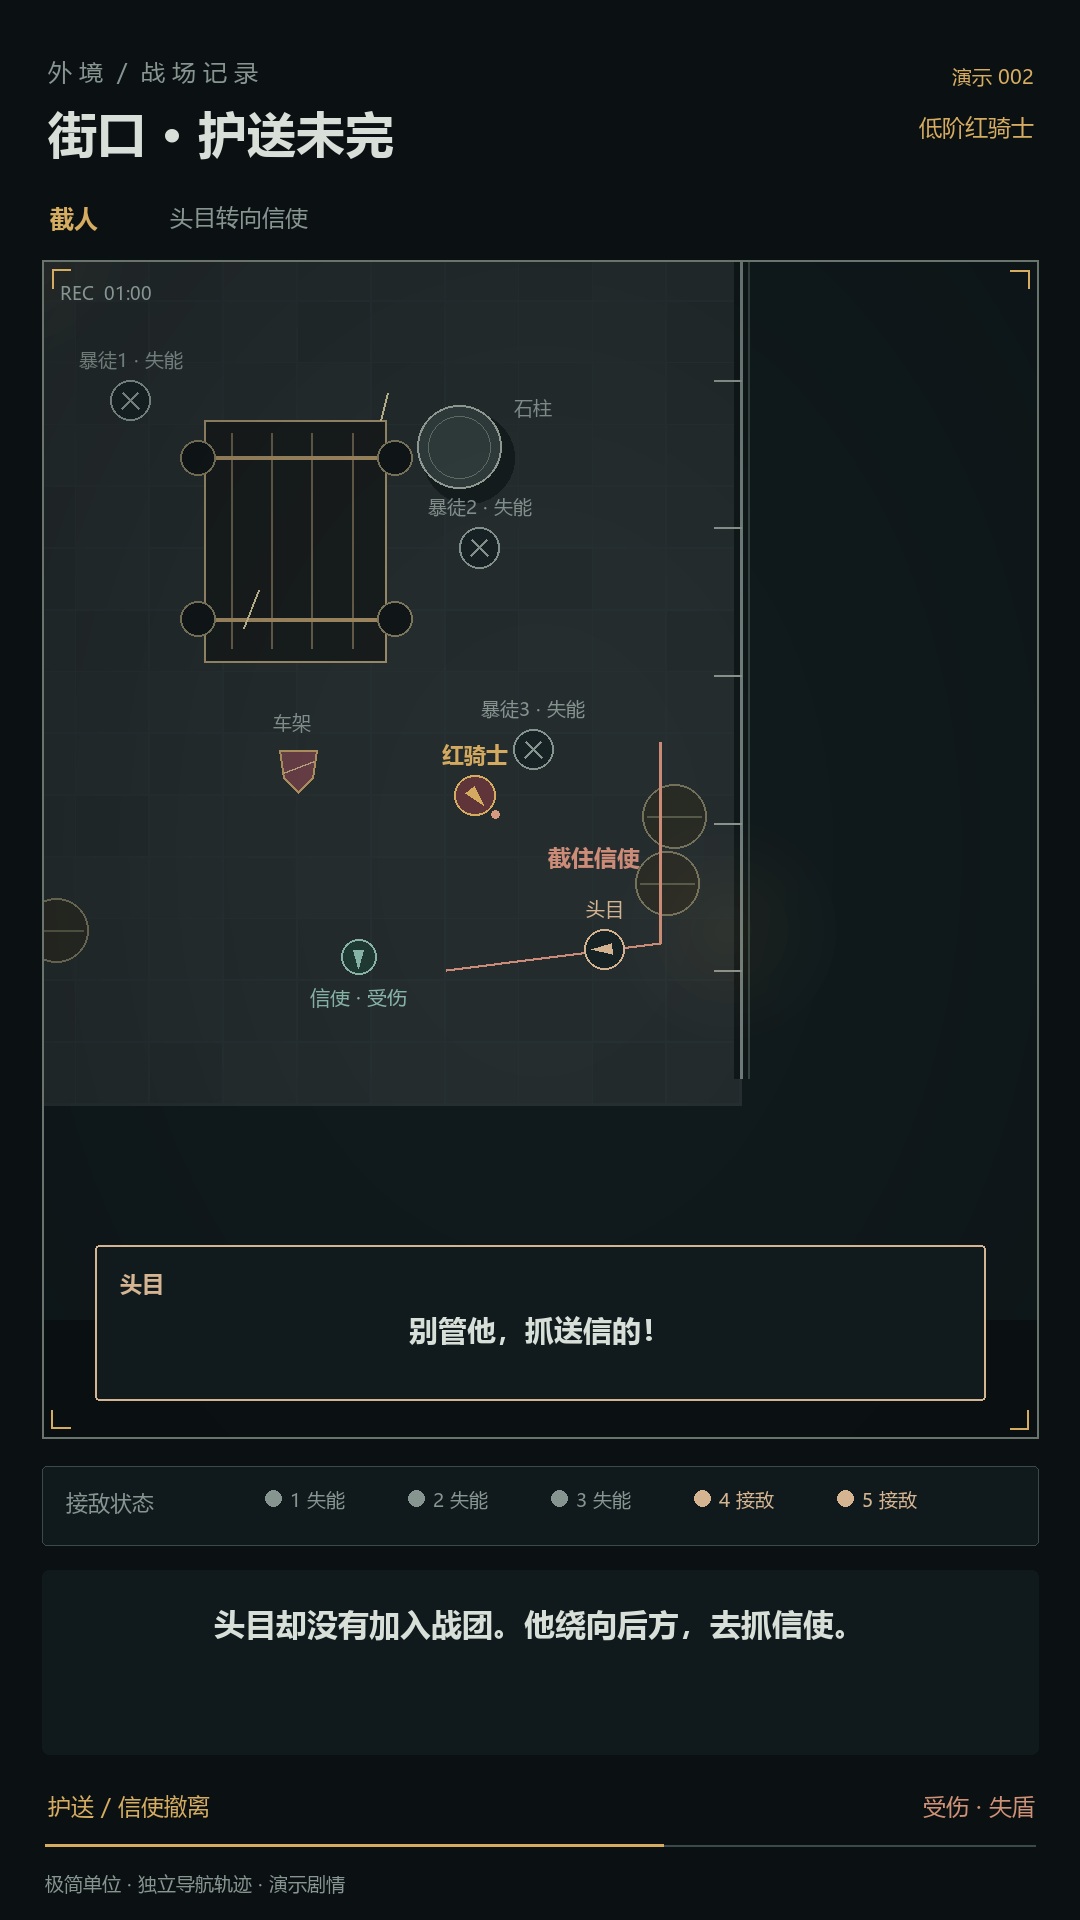 外境 / 战场记录
演示 002
街口·护送未完
低阶红骑士
截人 头目转向信使
REC 01:00
暴徒1 · 失能
石柱
暴徒2 · 失能
暴徒3 · 失能
车架
红骑士
截住信使
头目
信使 · 受伤
头目
别管他，抓送信的！
接敌状态 1 失能 2 失能 3 失能 4 接敌 5 接敌
头目却没有加入战团。他绕向后方，去抓信使。
护送 / 信使撤离 受伤 · 失盾
极简单位 · 独立导航轨迹 · 演示剧情